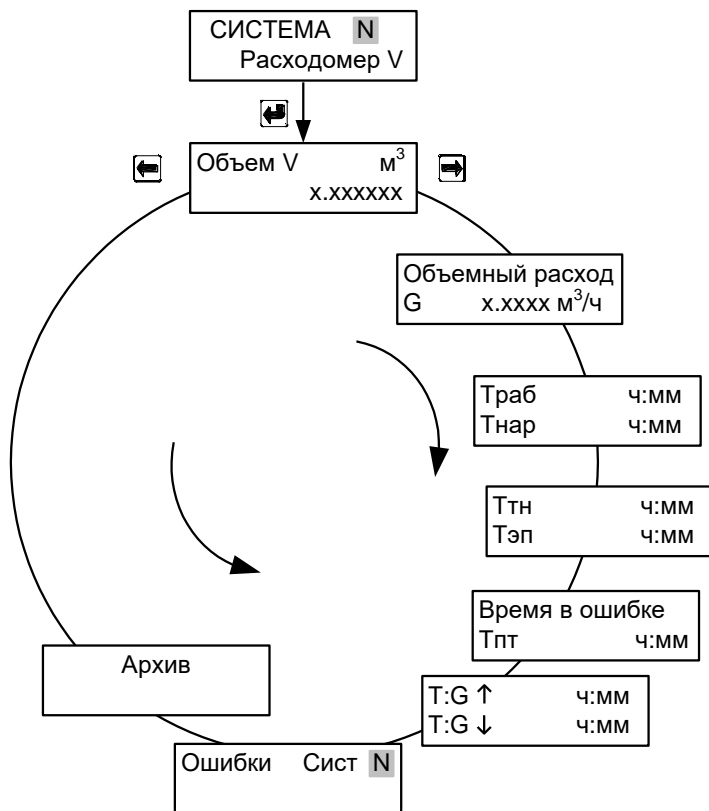 СИСТЕМА N
Расходомер V
Объем V м³
x.xxxxxx
Объемный расход
G x.xxxx м³/ч
Траб ч:мм
Тнар ч:мм
Ттн ч:мм
Тэп ч:мм
Время в ошибке
Тпт ч:мм
T:G ↑ ч:мм
T:G ↓ ч:мм
Архив
Ошибки Сист N